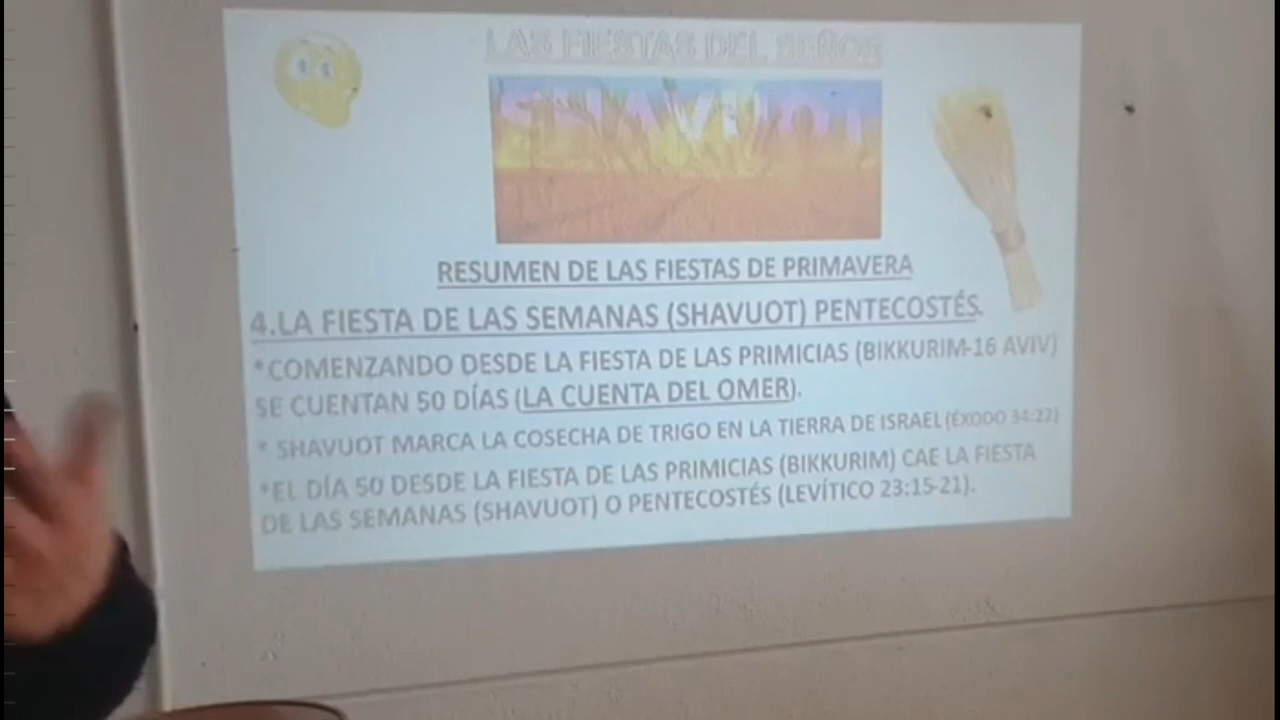 LAS FIESTAS DEL SEÑOR
SHAVUOT
RESUMEN DE LAS FIESTAS DE PRIMAVERA
4.LA FIESTA DE LAS SEMANAS (SHAVUOT) PENTECOSTÉS.
*COMENZANDO DESDE LA FIESTA DE LAS PRIMICIAS (BIKKURIM-16 AVIV)
SE CUENTAN 50 DÍAS (LA CUENTA DEL OMER).
* SHAVUOT MARCA LA COSECHA DE TRIGO EN LA TIERRA DE ISRAEL (ÉXODO 34:22)
*EL DÍA 50 DESDE LA FIESTA DE LAS PRIMICIAS (BIKKURIM) CAE LA FIESTA
DE LAS SEMANAS (SHAVUOT) O PENTECOSTÉS (LEVÍTICO 23:15-21).